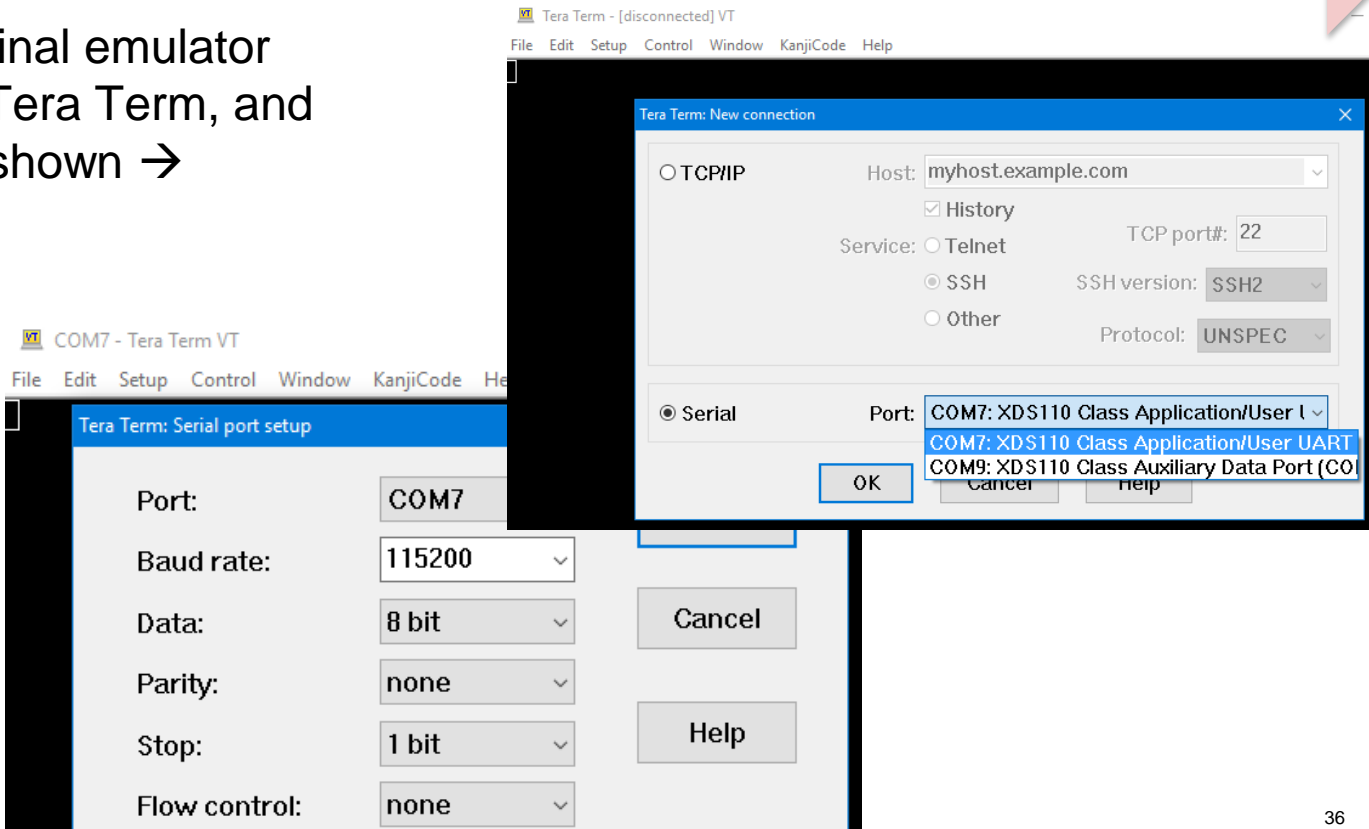 inal emulator
Tera Term, and
shown →
Tera Term - [disconnected] VT
File Edit Setup Control Window KanjiCode Help
Tera Term: New connection
TCP/IP Host: myhost.example.com
History
Service: Telnet TCP port#: 22
SSH SSH version: SSH2
Other Protocol: UNSPEC
Serial Port: COM7: XDS110 Class Application/User
COM7: XDS110 Class Application/User UART
COM9: XDS110 Class Auxiliary Data Port (CO
OK Cancel Help
COM7 - Tera Term VT
File Edit Setup Control Window KanjiCode He
Tera Term: Serial port setup
Port: COM7
Baud rate: 115200
Data: 8 bit Cancel
Parity: none
Stop: 1 bit Help
Flow control: none
36